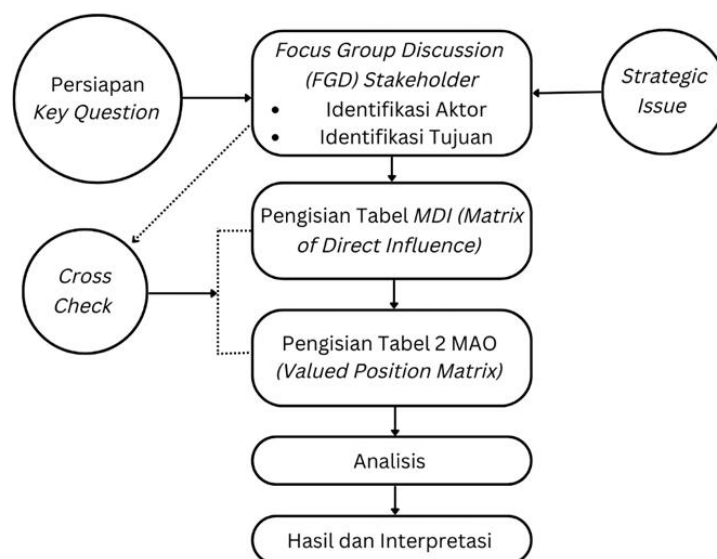 Persiapan
Key Question
Focus Group Discussion
(FGD) Stakeholder
• Identifikasi Aktor
• Identifikasi Tujuan
Strategic
Issue
Pengisian Tabel MDI (Matrix
of Direct Influence)
Cross
Check
Pengisian Tabel 2 MAO
(Valued Position Matrix)
Analisis
Hasil dan Interpretasi